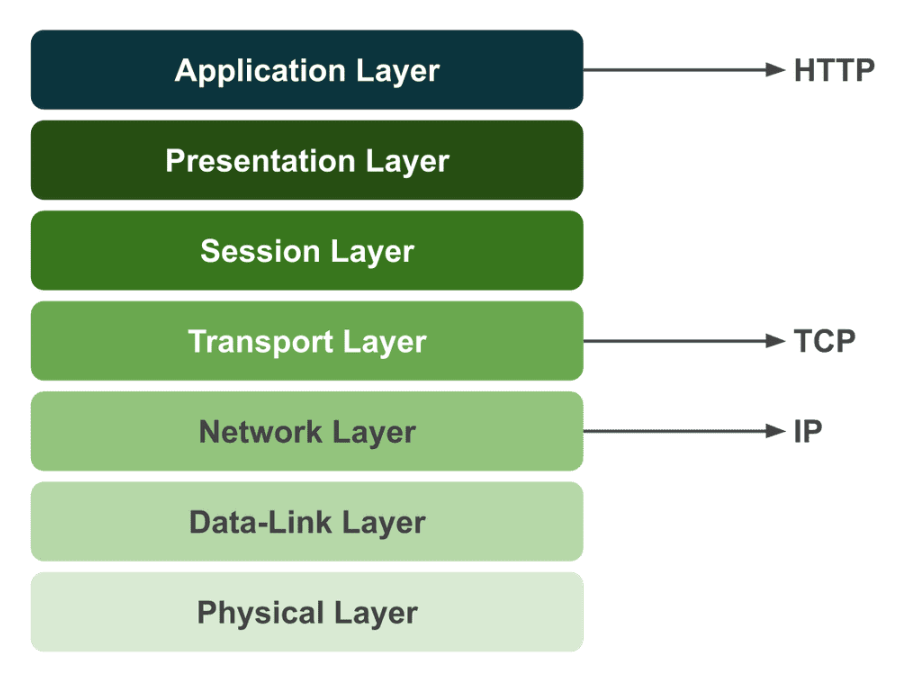 Application Layer
HTTP
Presentation Layer
Session Layer
Transport Layer
TCP
Network Layer
IP
Data-Link Layer
Physical Layer